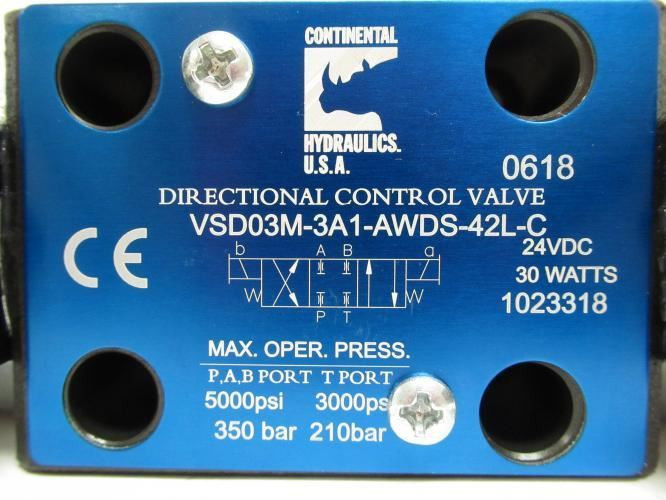 CONTINENTAL
HYDRAULICS.
U.S.A.
0618
DIRECTIONAL CONTROL VALVE
VSD03M-3A1-AWDS-42L-C
24VDC
30 WATTS
1023318
CE
b A B a
W W
P T
MAX. OPER. PRESS.
P,A,B PORT T PORT
5000psi 3000ps
350 bar 210bar